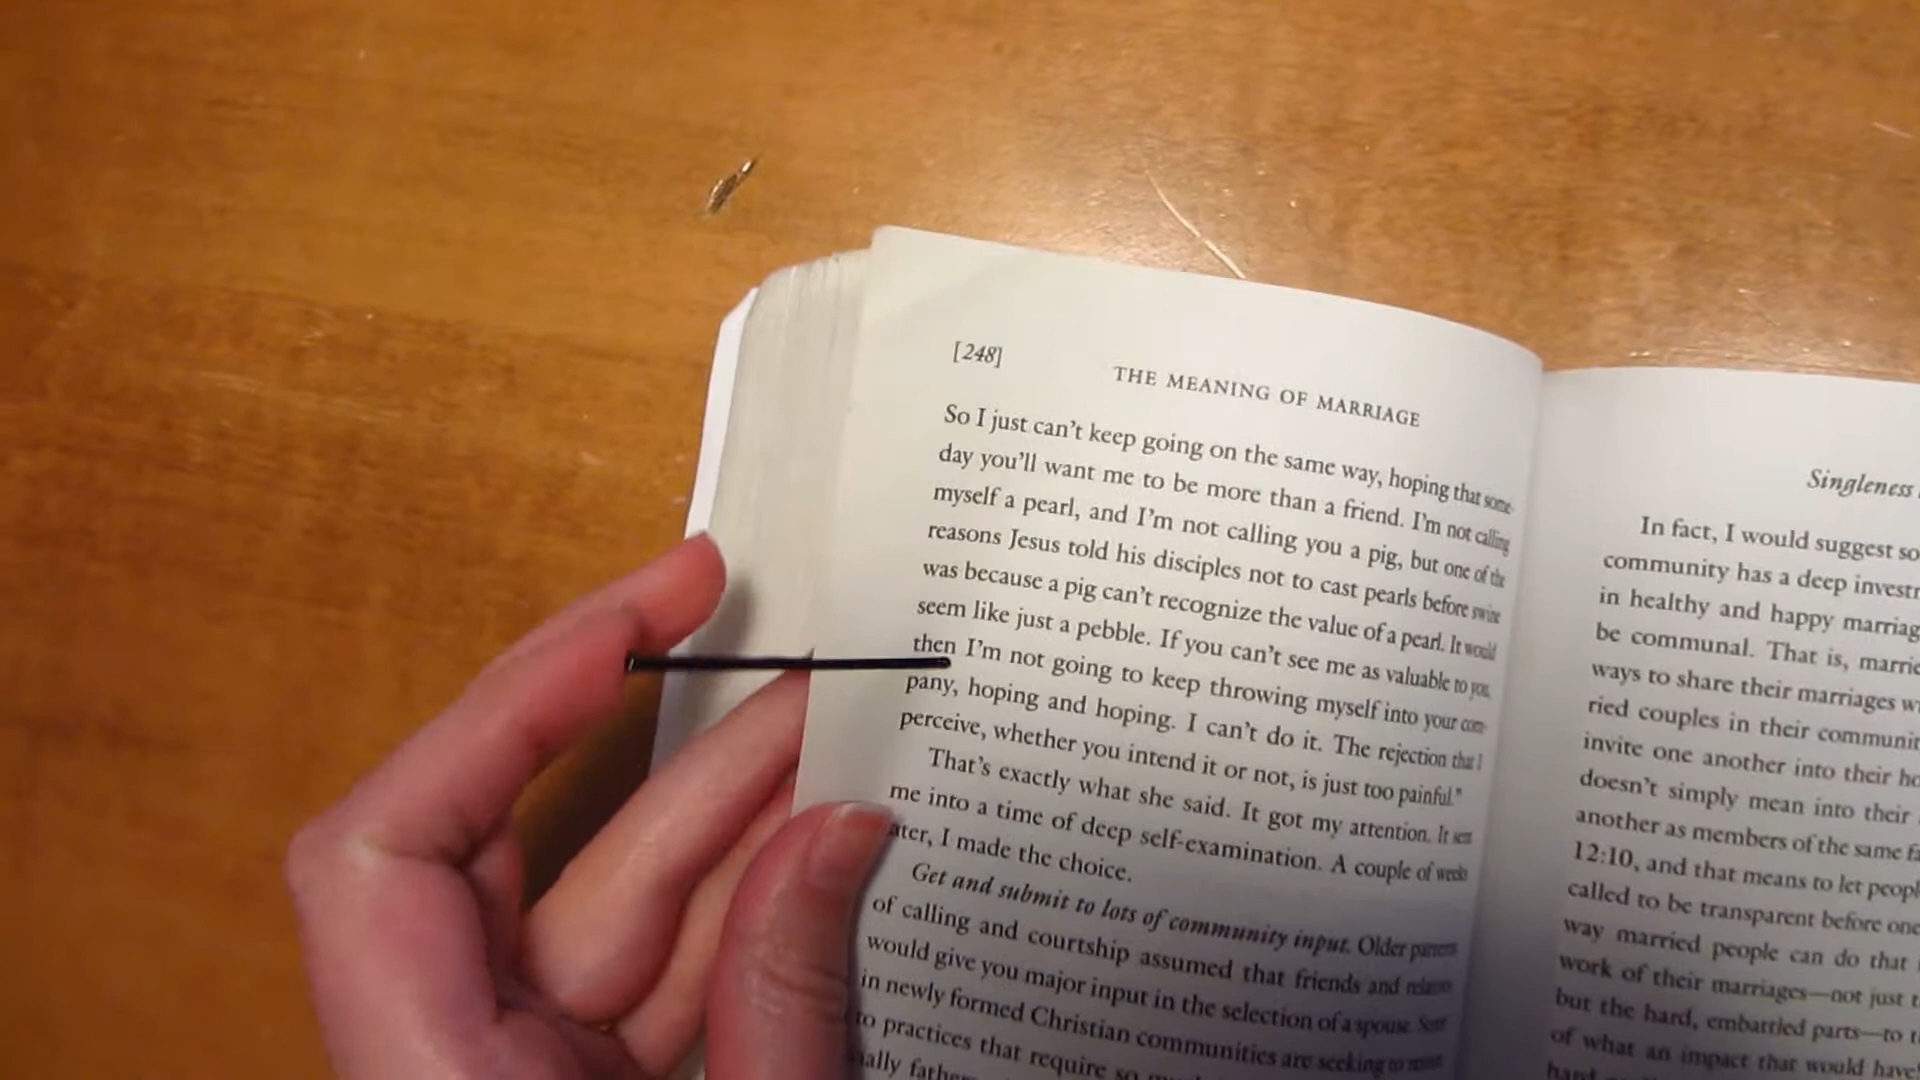 [248]
THE MEANING OF MARRIAGE
So I just can't keep going on the same way, hoping that some-
day you'll want me to be more than a friend. I'm not calling
myself a pearl, and I'm not calling you a pig, but one of the
reasons Jesus told his disciples not to cast pearls before swine
was because a pig can't recognize the value of a pearl. It would
seem like just a pebble. If you can't see me as valuable to you,
then I'm not going to keep throwing myself into your com-
pany, hoping and hoping. I can't do it. The rejection that I
perceive, whether you intend it or not, is just too painful."
That's exactly what she said. It got my attention. It sent
me into a time of deep self-examination. A couple of weeks
ater, I made the choice.
Get and submit to lots of community input. Older patterns
of calling and courtship assumed that friends and relatives
would give you major input in the selection of a spouse. Some
in newly formed Christian communities are seeking to
to practices that require
ially
Singleness
In fact, I would suggest so
community has a deep invest
in healthy and happy marriag
be communal. That is, marrie
ways to share their marriages w
ried couples in their communit
invite one another into their ho
doesn't simply mean into their
another as members of the same fa
12:10, and that means to let peopl
called to be transparent before one
way married people can do that
work of their marriages—not just t
but the hard, embattled parts—to t
of what an impact that would have
hard